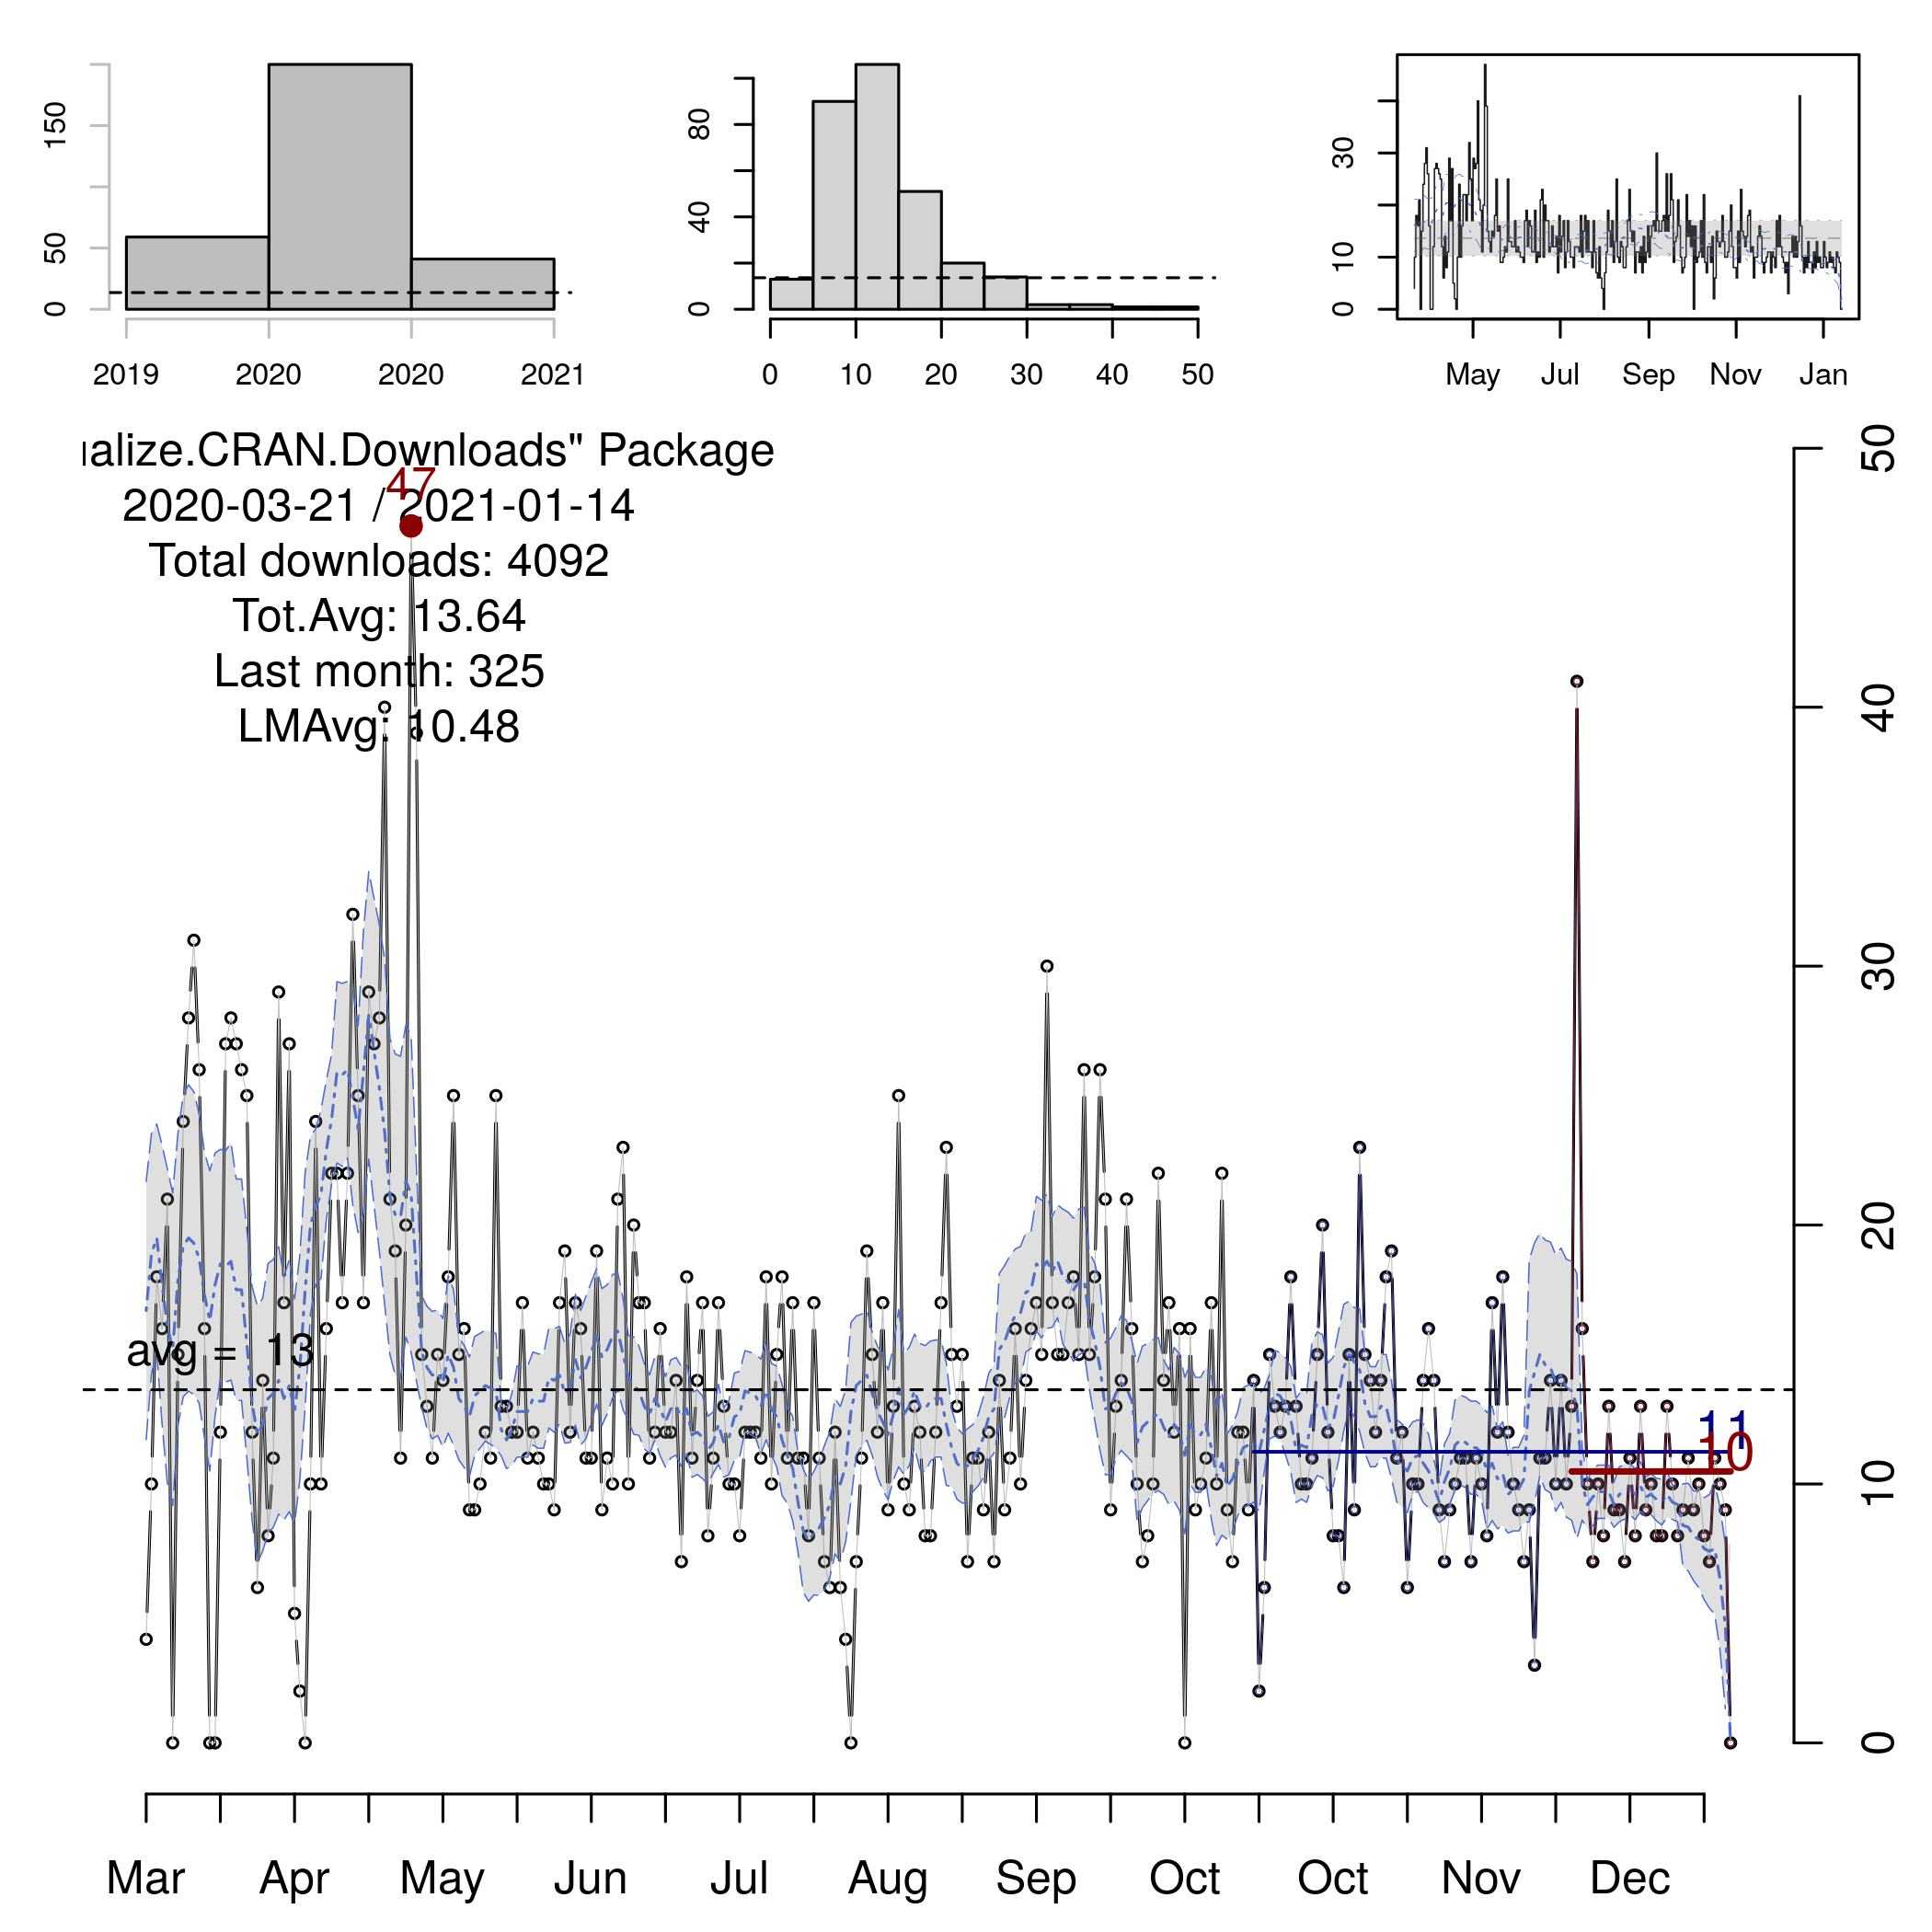 150
50
0
2019 2020 2020 2021
80
40
0
0 10 20 30 40 50
30
10
0
May Jul Sep Nov Jan
alize.CRAN.Downloads" Package
47
2020-03-21 / 2021-01-14
Total downloads: 4092
Tot.Avg: 13.64
Last month: 325
LMAvg: 10.48
avg = 13
11
10
50
40
30
20
10
0
Mar Apr May Jun Jul Aug Sep Oct Oct Nov Dec